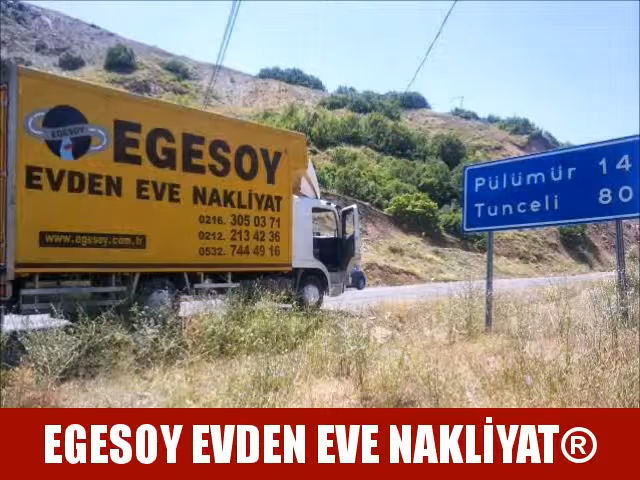 EGESOY
EGESOY
EVDEN EVE NAKLİYAT
0216. 305 03 71
0212. 213 42 36
0532. 744 49 16
www.egesoy.com.tr
Pülümür 14
Tunceli 80
EGESOY EVDEN EVE NAKLİYAT®